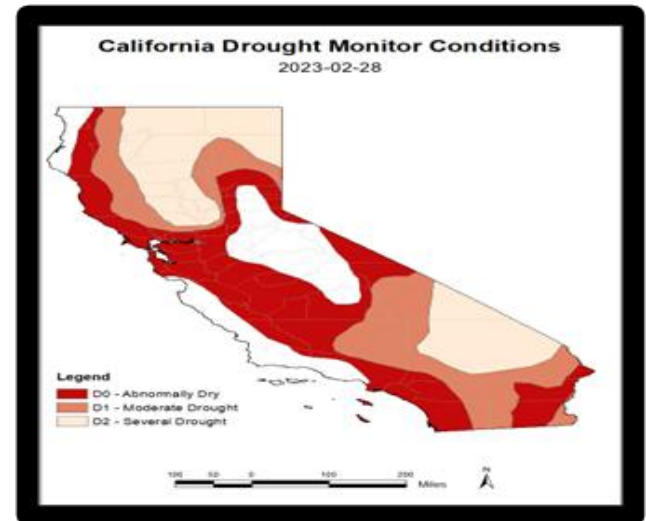 California Drought Monitor Conditions
2023-02-28
Legend
D0 - Abnormally Dry
D1 - Moderate Drought
D2 - Several Drought
100 50 0 100 200
Miles
N